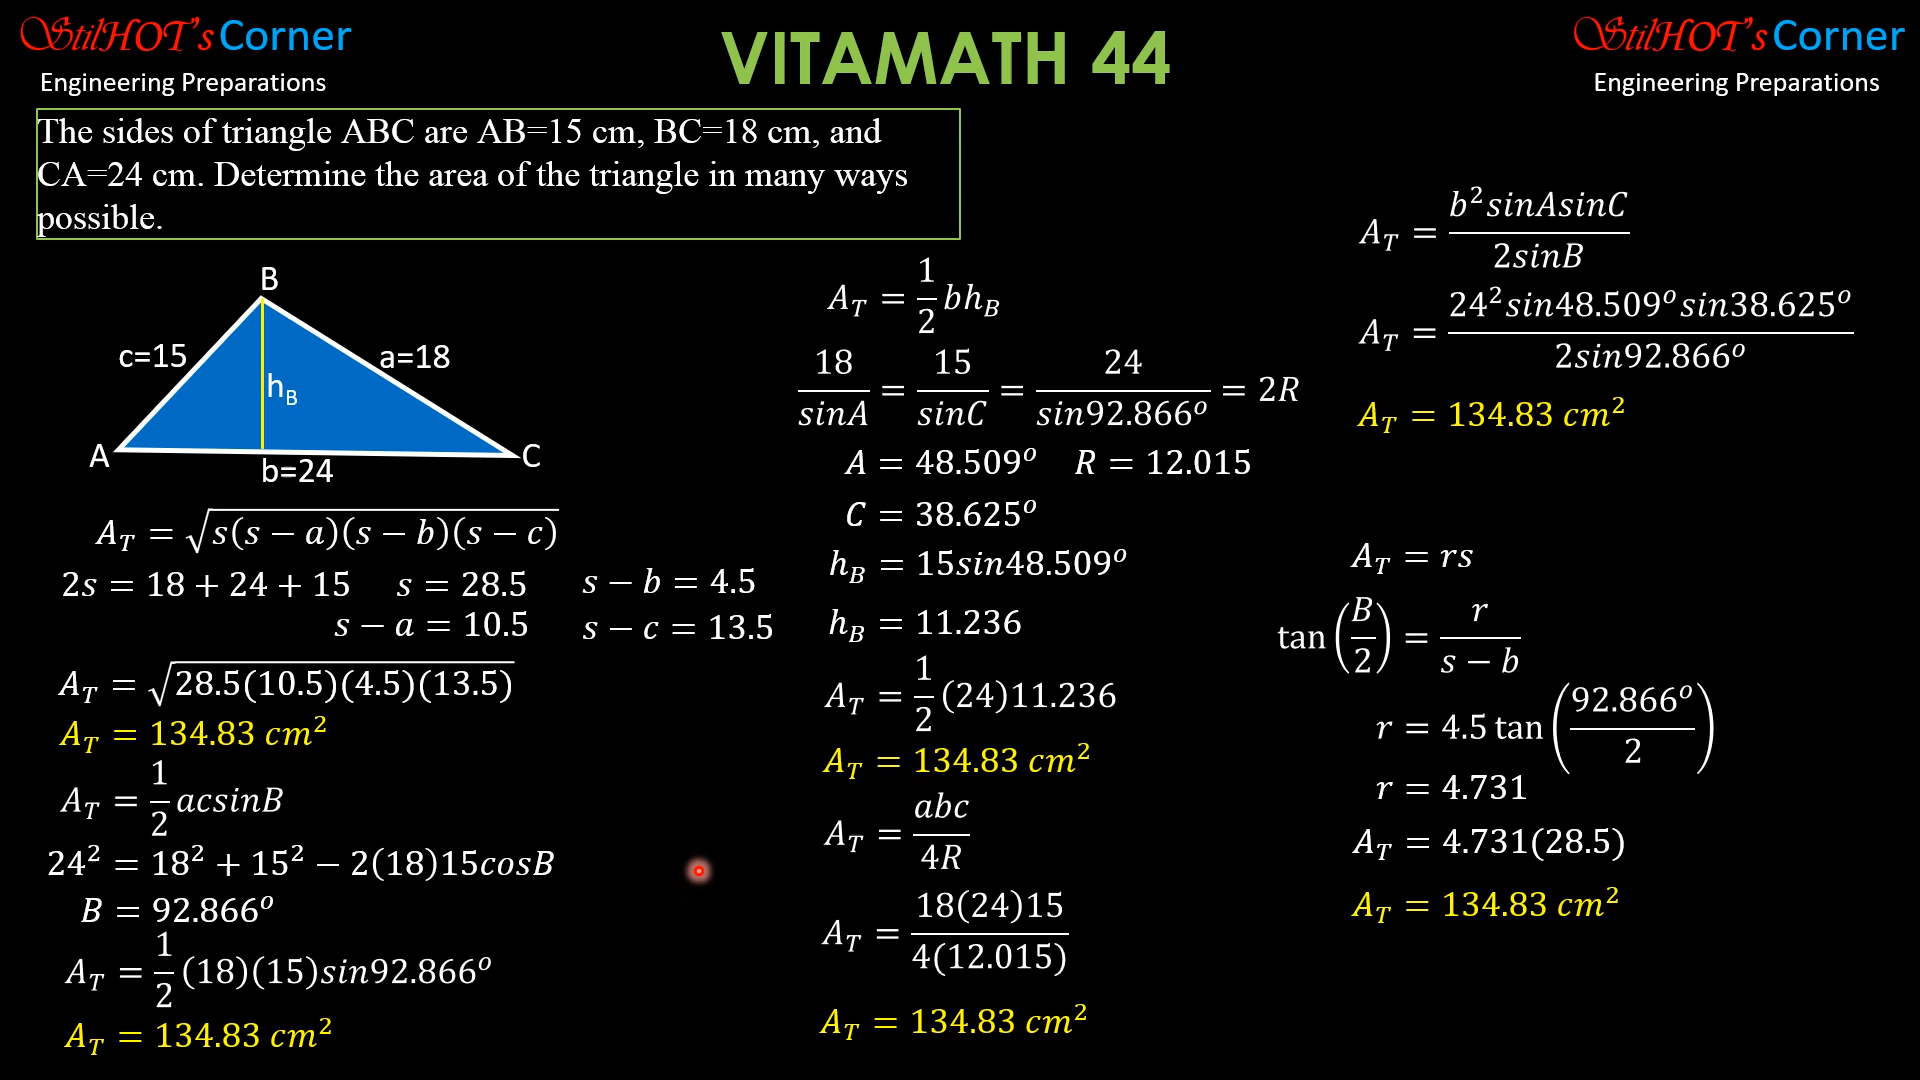 StilHOT's Corner
Engineering Preparations
VITAMATH 44
StilHOT's Corner
Engineering Preparations
The sides of triangle ABC are AB=15 cm, BC=18 cm, and
CA=24 cm. Determine the area of the triangle in many ways
possible.
B
c=15
a=18
h_B
A
C
b=24
A_T = √(s(s − a)(s − b)(s − c))
2s = 18 + 24 + 15 s = 28.5 s − b = 4.5
s − a = 10.5 s − c = 13.5
A_T = √(28.5(10.5)(4.5)(13.5))
A_T = 134.83 cm²
A_T = 1/2 acsinB
24² = 18² + 15² − 2(18)15cosB
B = 92.866°
A_T = 1/2 (18)(15)sin92.866°
A_T = 134.83 cm²
A_T = 1/2 bh_B
18/sinA = 15/sinC = 24/sin92.866° = 2R
A = 48.509° R = 12.015
C = 38.625°
h_B = 15sin48.509°
h_B = 11.236
A_T = 1/2 (24)11.236
A_T = 134.83 cm²
A_T = abc/4R
A_T = 18(24)15/4(12.015)
A_T = 134.83 cm²
A_T = b²sinAsinC/2sinB
A_T = 24²sin48.509°sin38.625°/2sin92.866°
A_T = 134.83 cm²
A_T = rs
tan(B/2) = r/s − b
r = 4.5 tan(92.866°/2)
r = 4.731
A_T = 4.731(28.5)
A_T = 134.83 cm²